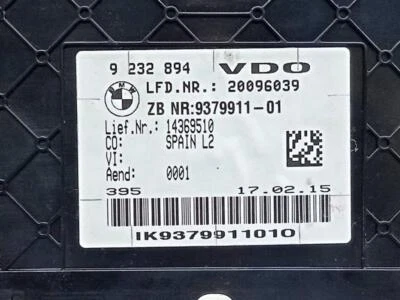 9 232 894 VDO
BMW LFD.NR.: 20096039
ZB NR:9379911-01
Lief.Nr.: 14369510
CO: SPAIN L2
VI:
Aend: 0001
395 17.02.15
IK9379911010